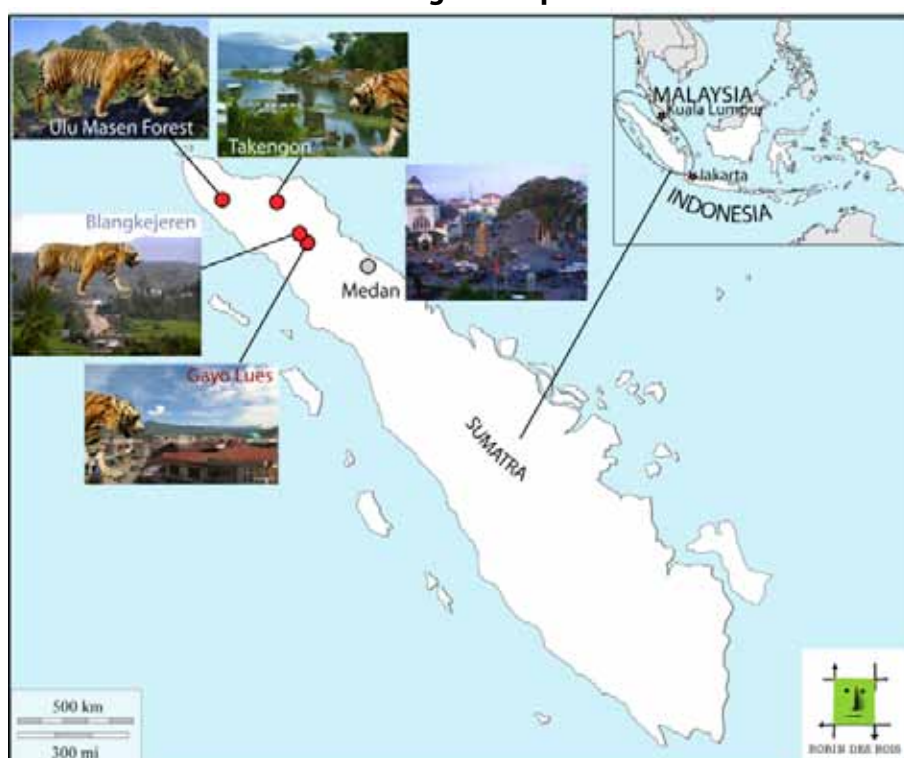 Ulu Masen Forest
Takengon
Blangkejeren
Medan
Gayo Lues
SUMATRA
MALAYSIA
Kuala Lumpur
Jakarta
INDONESIA
500 km
300 mi
ROBIN DES BOIS